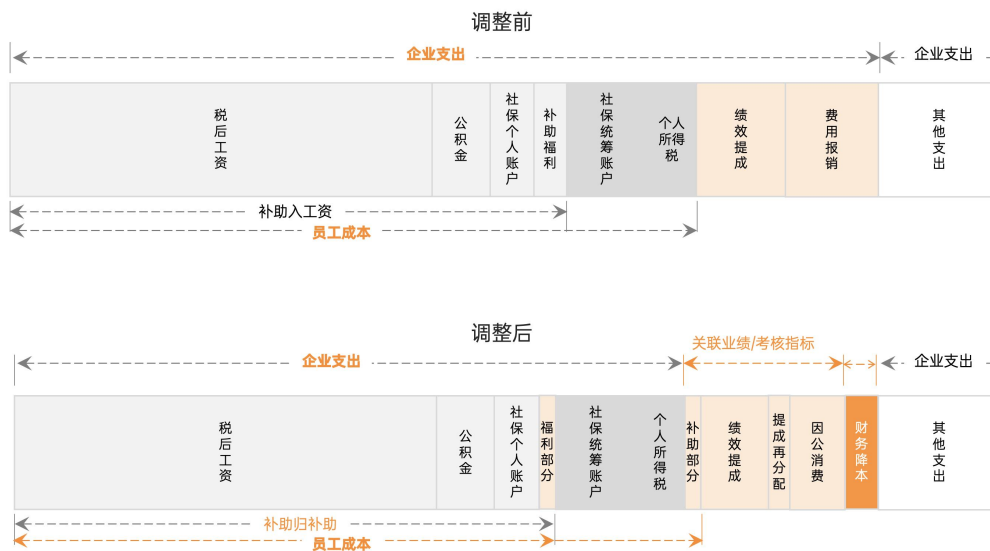 调整前
企业支出
企业支出
税后工资
公积金
社保个人账户
补助福利
社保统筹账户
个人所得税
绩效提成
费用报销
其他支出
补助入工资
员工成本
调整后
关联业绩/考核指标
企业支出
企业支出
税后工资
公积金
社保个人账户
福利部分
社保统筹账户
个人所得税
补助部分
绩效提成
提成再分配
因公消费
财务降本
其他支出
补助归补助
员工成本